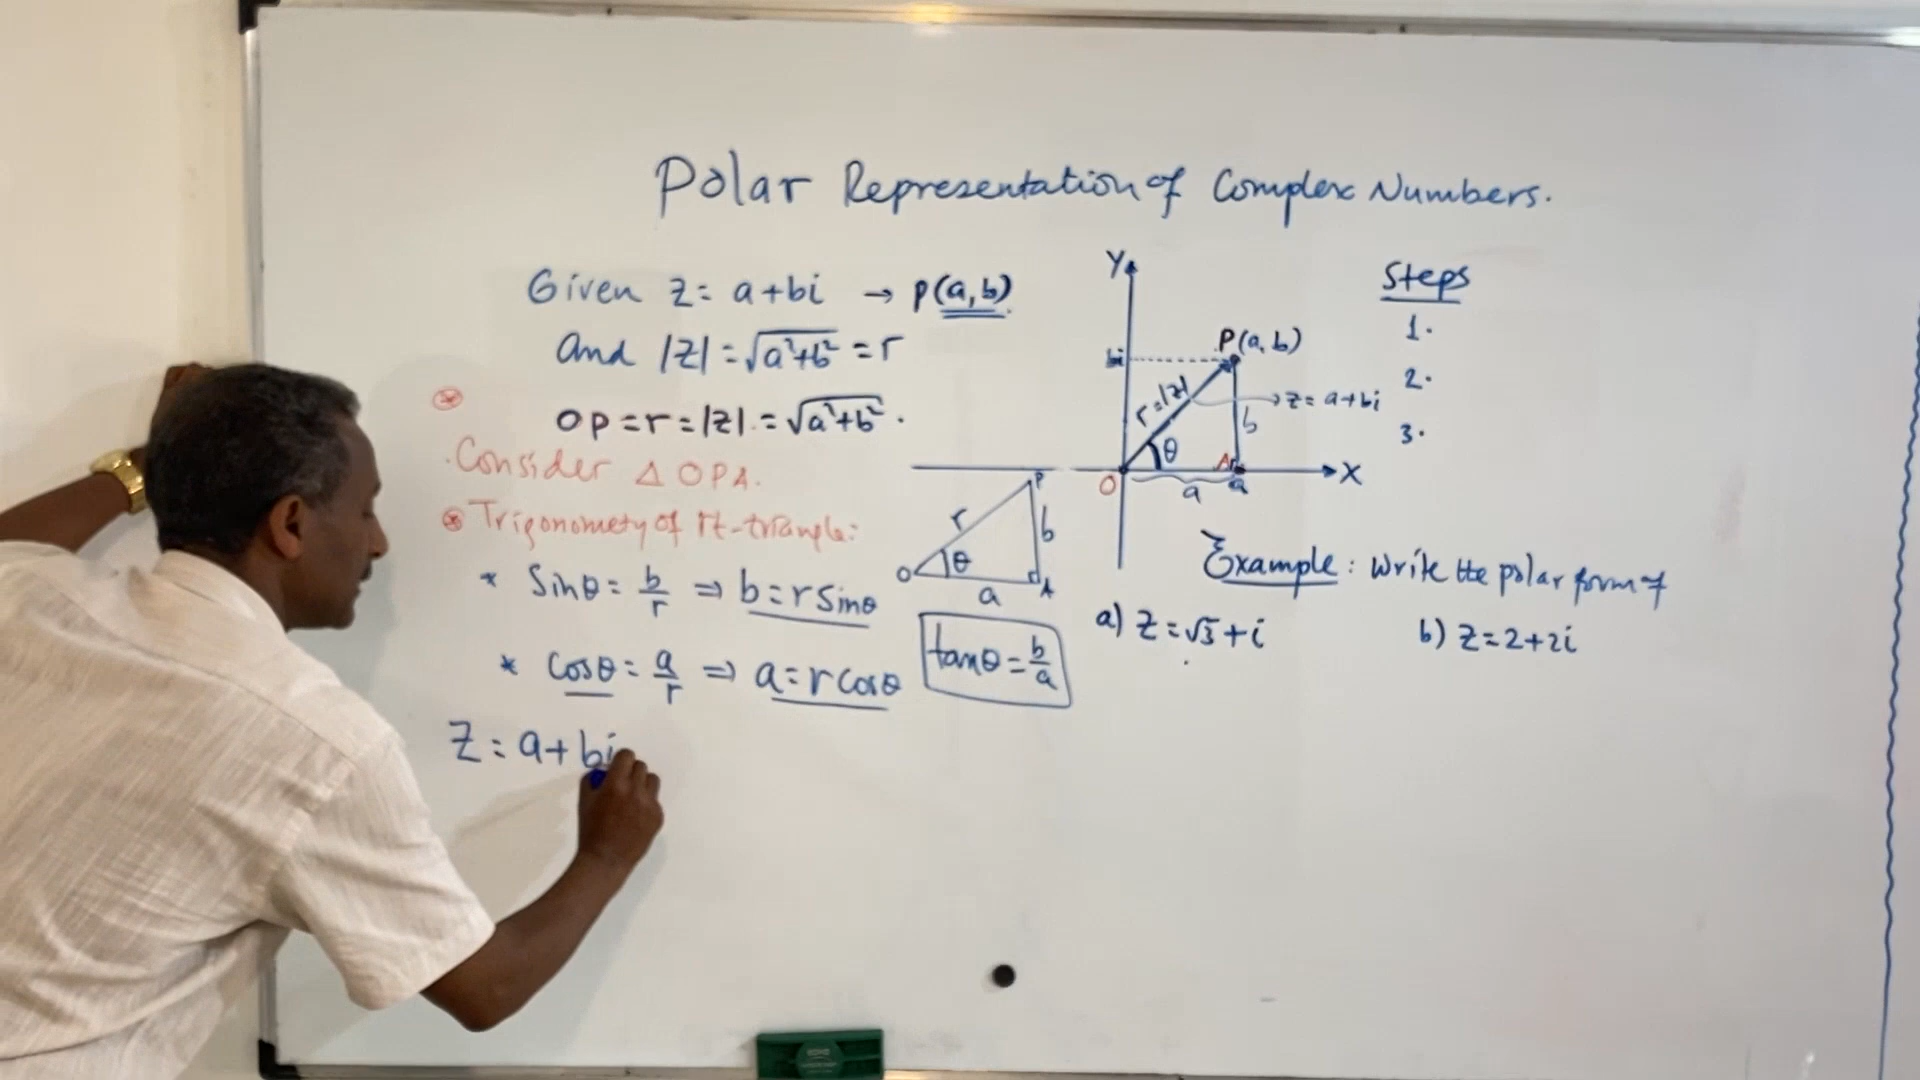 Polar Representation of Complex Numbers.
Given z = a+bi → P(a,b)
And |Z| = √a²+b² = r
OP = r = |Z| = √a²+b².
Consider △ OPA.
Trigonomety of rt-triangle:
* Sinθ = b/r ⇒ b = r sinθ
* cosθ = a/r ⇒ a = r cosθ
Z = a + bi
P
r
b
θ
O
a
A
tanθ = b/a
Y
P(a,b)
bi
r=|z|
→ z = a+bi
b
θ
A
X
O
a
a
Steps
1.
2.
3.
Example: Write the polar form of
a) Z = √3 + i
b) Z = 2+2i